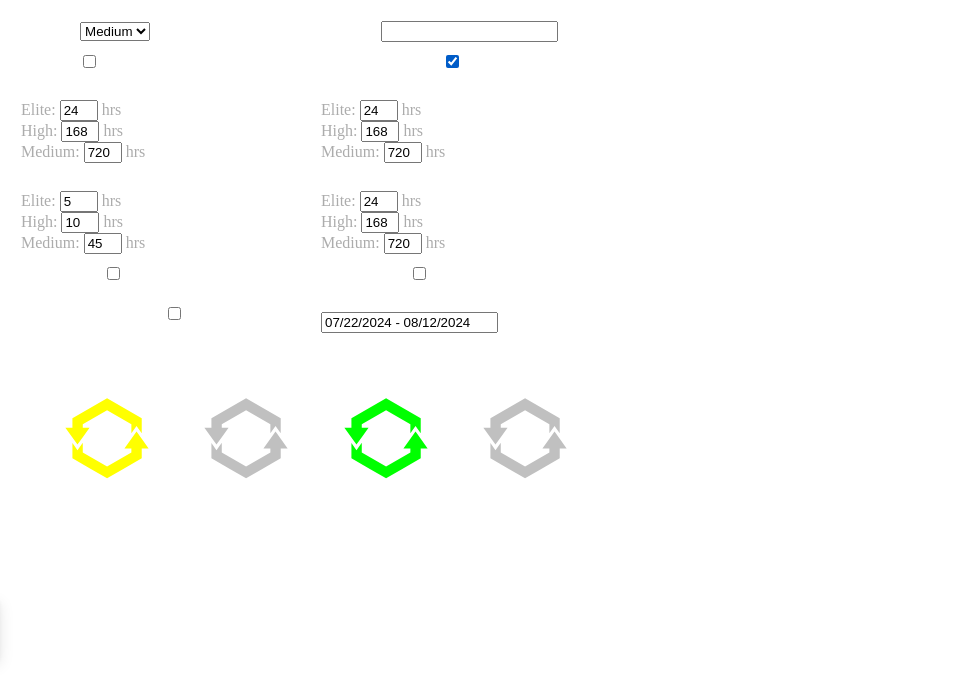 Medium
Elite: 24 hrs
High: 168 hrs
Medium: 720 hrs
Elite: 24 hrs
High: 168 hrs
Medium: 720 hrs
Elite: 5 hrs
High: 10 hrs
Medium: 45 hrs
Elite: 24 hrs
High: 168 hrs
Medium: 720 hrs
07/22/2024 - 08/12/2024